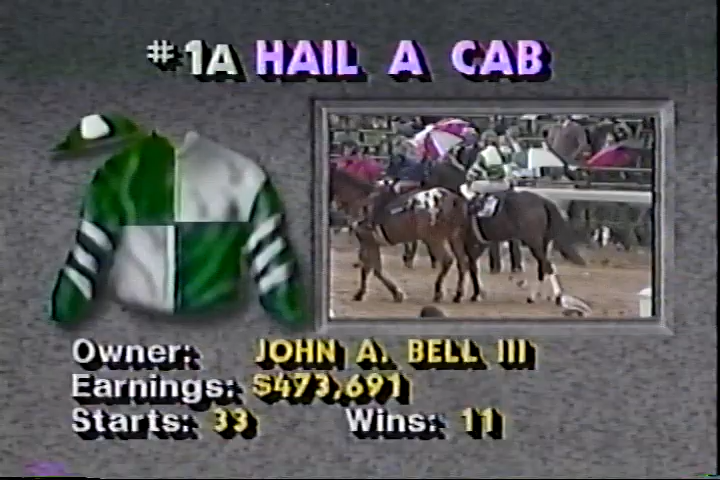 #1A HAIL A CAB
Owner: JOHN A. BELL III
Earnings: $473,691
Starts: 33 Wins: 11